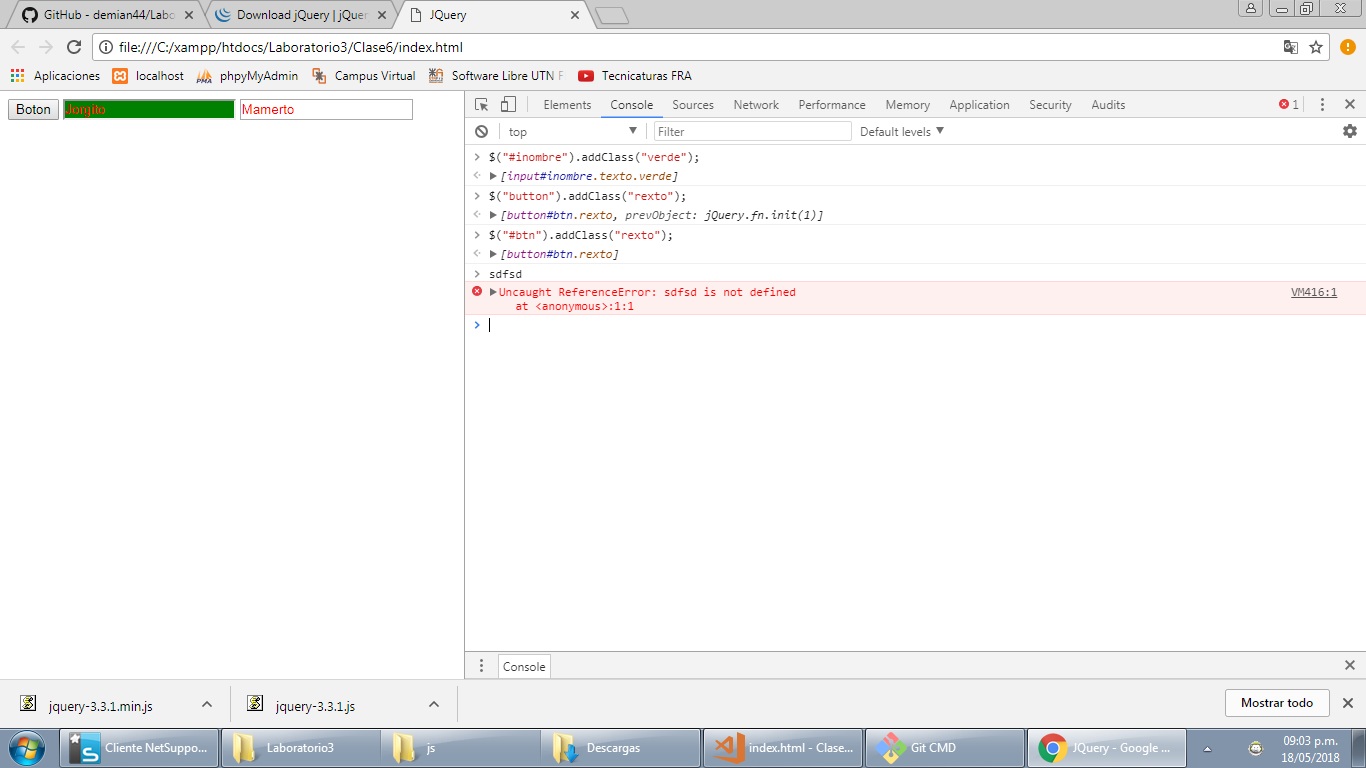 GitHub - demian44/Labo
Download jQuery | jQuer
JQuery
file:///C:/xampp/htdocs/Laboratorio3/Clase6/index.html
Aplicaciones localhost phpyMyAdmin Campus Virtual Software Libre UTN F Tecnicaturas FRA
Boton Jorjito Mamerto
Elements Console Sources Network Performance Memory Application Security Audits 1
top Filter Default levels
$("#inombre").addClass("verde");
[input#inombre.texto.verde]
$("button").addClass("rexto");
[button#btn.rexto, prevObject: jQuery.fn.init(1)]
$("#btn").addClass("rexto");
[button#btn.rexto]
sdfsd
Uncaught ReferenceError: sdfsd is not defined VM416:1
at <anonymous>:1:1
Console
jquery-3.3.1.min.js jquery-3.3.1.js Mostrar todo
Cliente NetSuppo... Laboratorio3 js Descargas index.html - Clase... Git CMD JQuery - Google ...
09:03 p.m.
18/05/2018